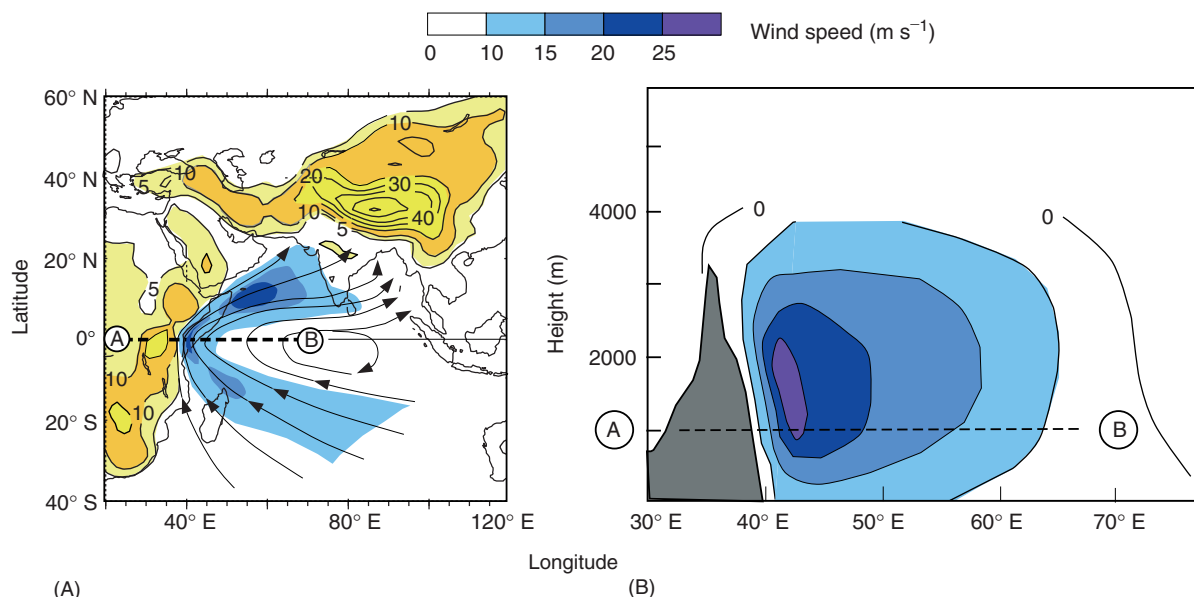 0 10 15 20 25 Wind speed (m s⁻¹)
60° N
40° N
20° N
0°
20° S
40° S
Latitude
40° E 80° E 120° E
10
5 10 20 30
10 40
5
5
A B
10
10
4000
2000
0
Height (m)
0 0
A B
30° E 40° E 50° E 60° E 70° E
Longitude
(A) (B)